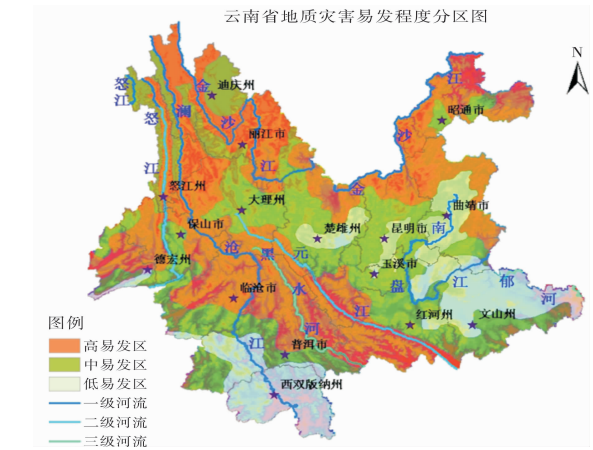 云南省地质灾害易发程度分区图
N
怒江
澜
金
迪庆州
江
昭通市
怒
沙
丽江市
沙
江
江
金
怒江州
大理州
曲靖市
保山市
楚雄州
昆明市
南
沧
黑
元
德宏州
玉溪市
临沧市
水
盘
江
郁
江
红河州
文山州
河
河
江
普洱市
西双版纳州
图例
高易发区
中易发区
低易发区
一级河流
二级河流
三级河流